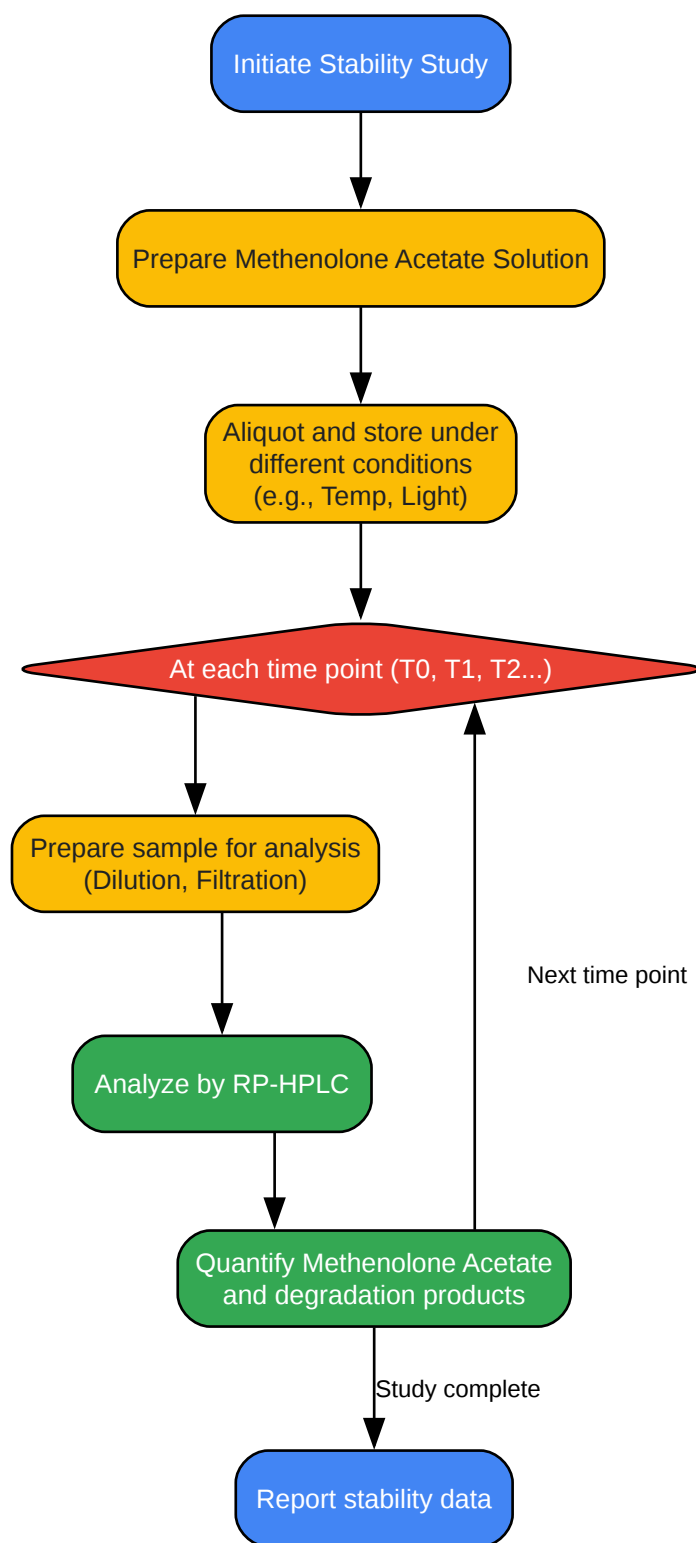 Initiate Stability Study
Prepare Methenolone Acetate Solution
Aliquot and store under
different conditions
(e.g., Temp, Light)
At each time point (T0, T1, T2...)
Prepare sample for analysis
(Dilution, Filtration)
Next time point
Analyze by RP-HPLC
Quantify Methenolone Acetate
and degradation products
Study complete
Report stability data